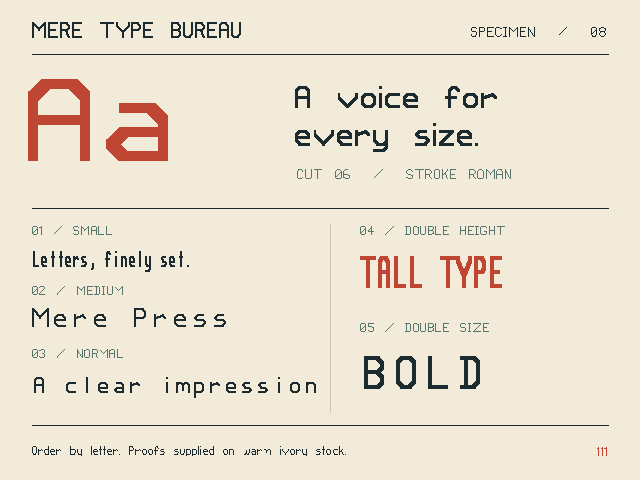 MERE TYPE BUREAU
SPECIMEN / 08
Aa
A voice for
every size.
CUT 06 / STROKE ROMAN
01 / SMALL
Letters, finely set.
02 / MEDIUM
Mere Press
03 / NORMAL
A clear impression
04 / DOUBLE HEIGHT
TALL TYPE
05 / DOUBLE SIZE
BOLD
Order by letter. Proofs supplied on warm ivory stock.
111